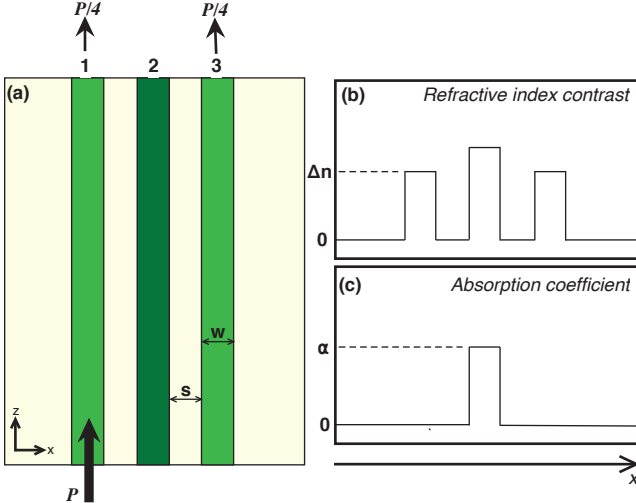 P/4 P/4
1 2 3
(a)
w
s
z
x
P
(b) Refractive index contrast
Δn
0
(c) Absorption coefficient
α
0
x